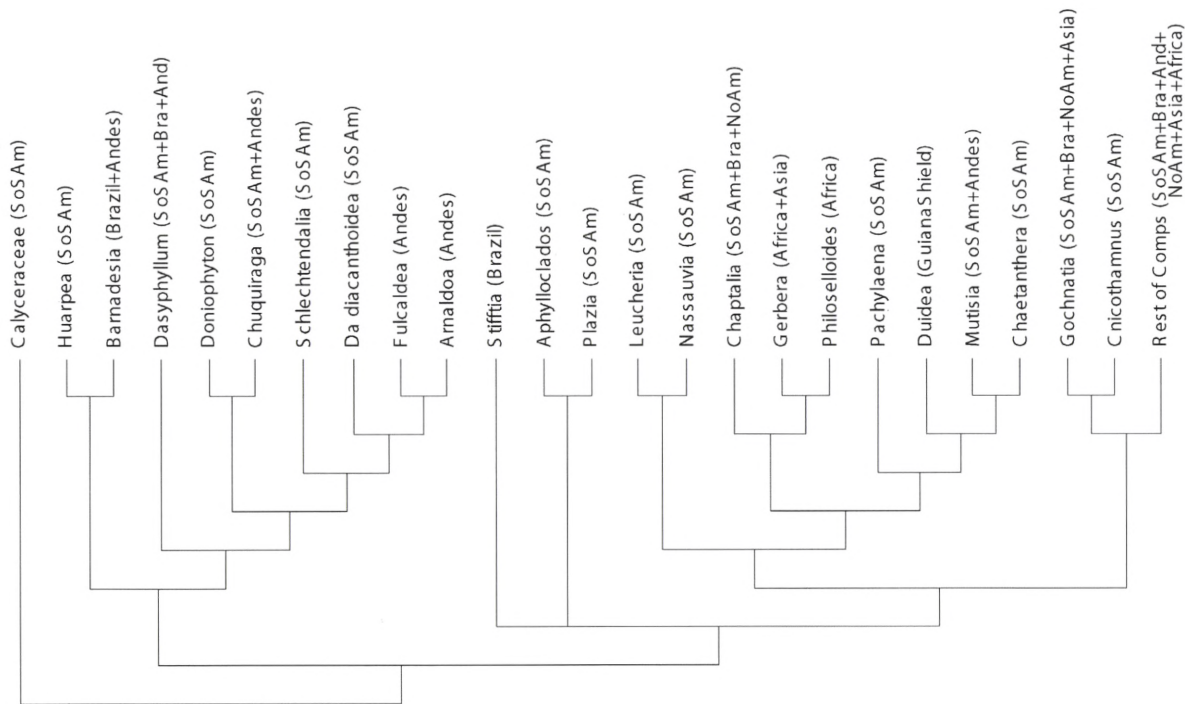 Calyceraceae (SoSAm)
Huarpea (SoSAm)
Barnadesia (Brazil+Andes)
Dasyphyllum (SoSAm+Bra+And)
Doniophyton (SoSAm)
Chuquiraga (SoSAm+Andes)
Schlechtendalia (SoSAm)
Da diacanthoidea (SoSAm)
Fulcaldea (Andes)
Arnaldoa (Andes)
Stifftia (Brazil)
Aphylloclados (SoSAm)
Plazia (SoSAm)
Leucheria (SoSAm)
Nassauvia (SoSAm)
Chaptalia (SoSAm+Bra+NoAm)
Gerbera (Africa+Asia)
Philoselloides (Africa)
Pachylaena (SoSAm)
Duidea (GuianaShield)
Mutisia (SoSAm+Andes)
Chaetanthera (SoSAm)
Gochnatia (SoSAm+Bra+NoAm+Asia)
Cnicothamnus (SoSAm)
Rest of Comps (SoSAm+Bra+And+
NoAm+Asia+Africa)